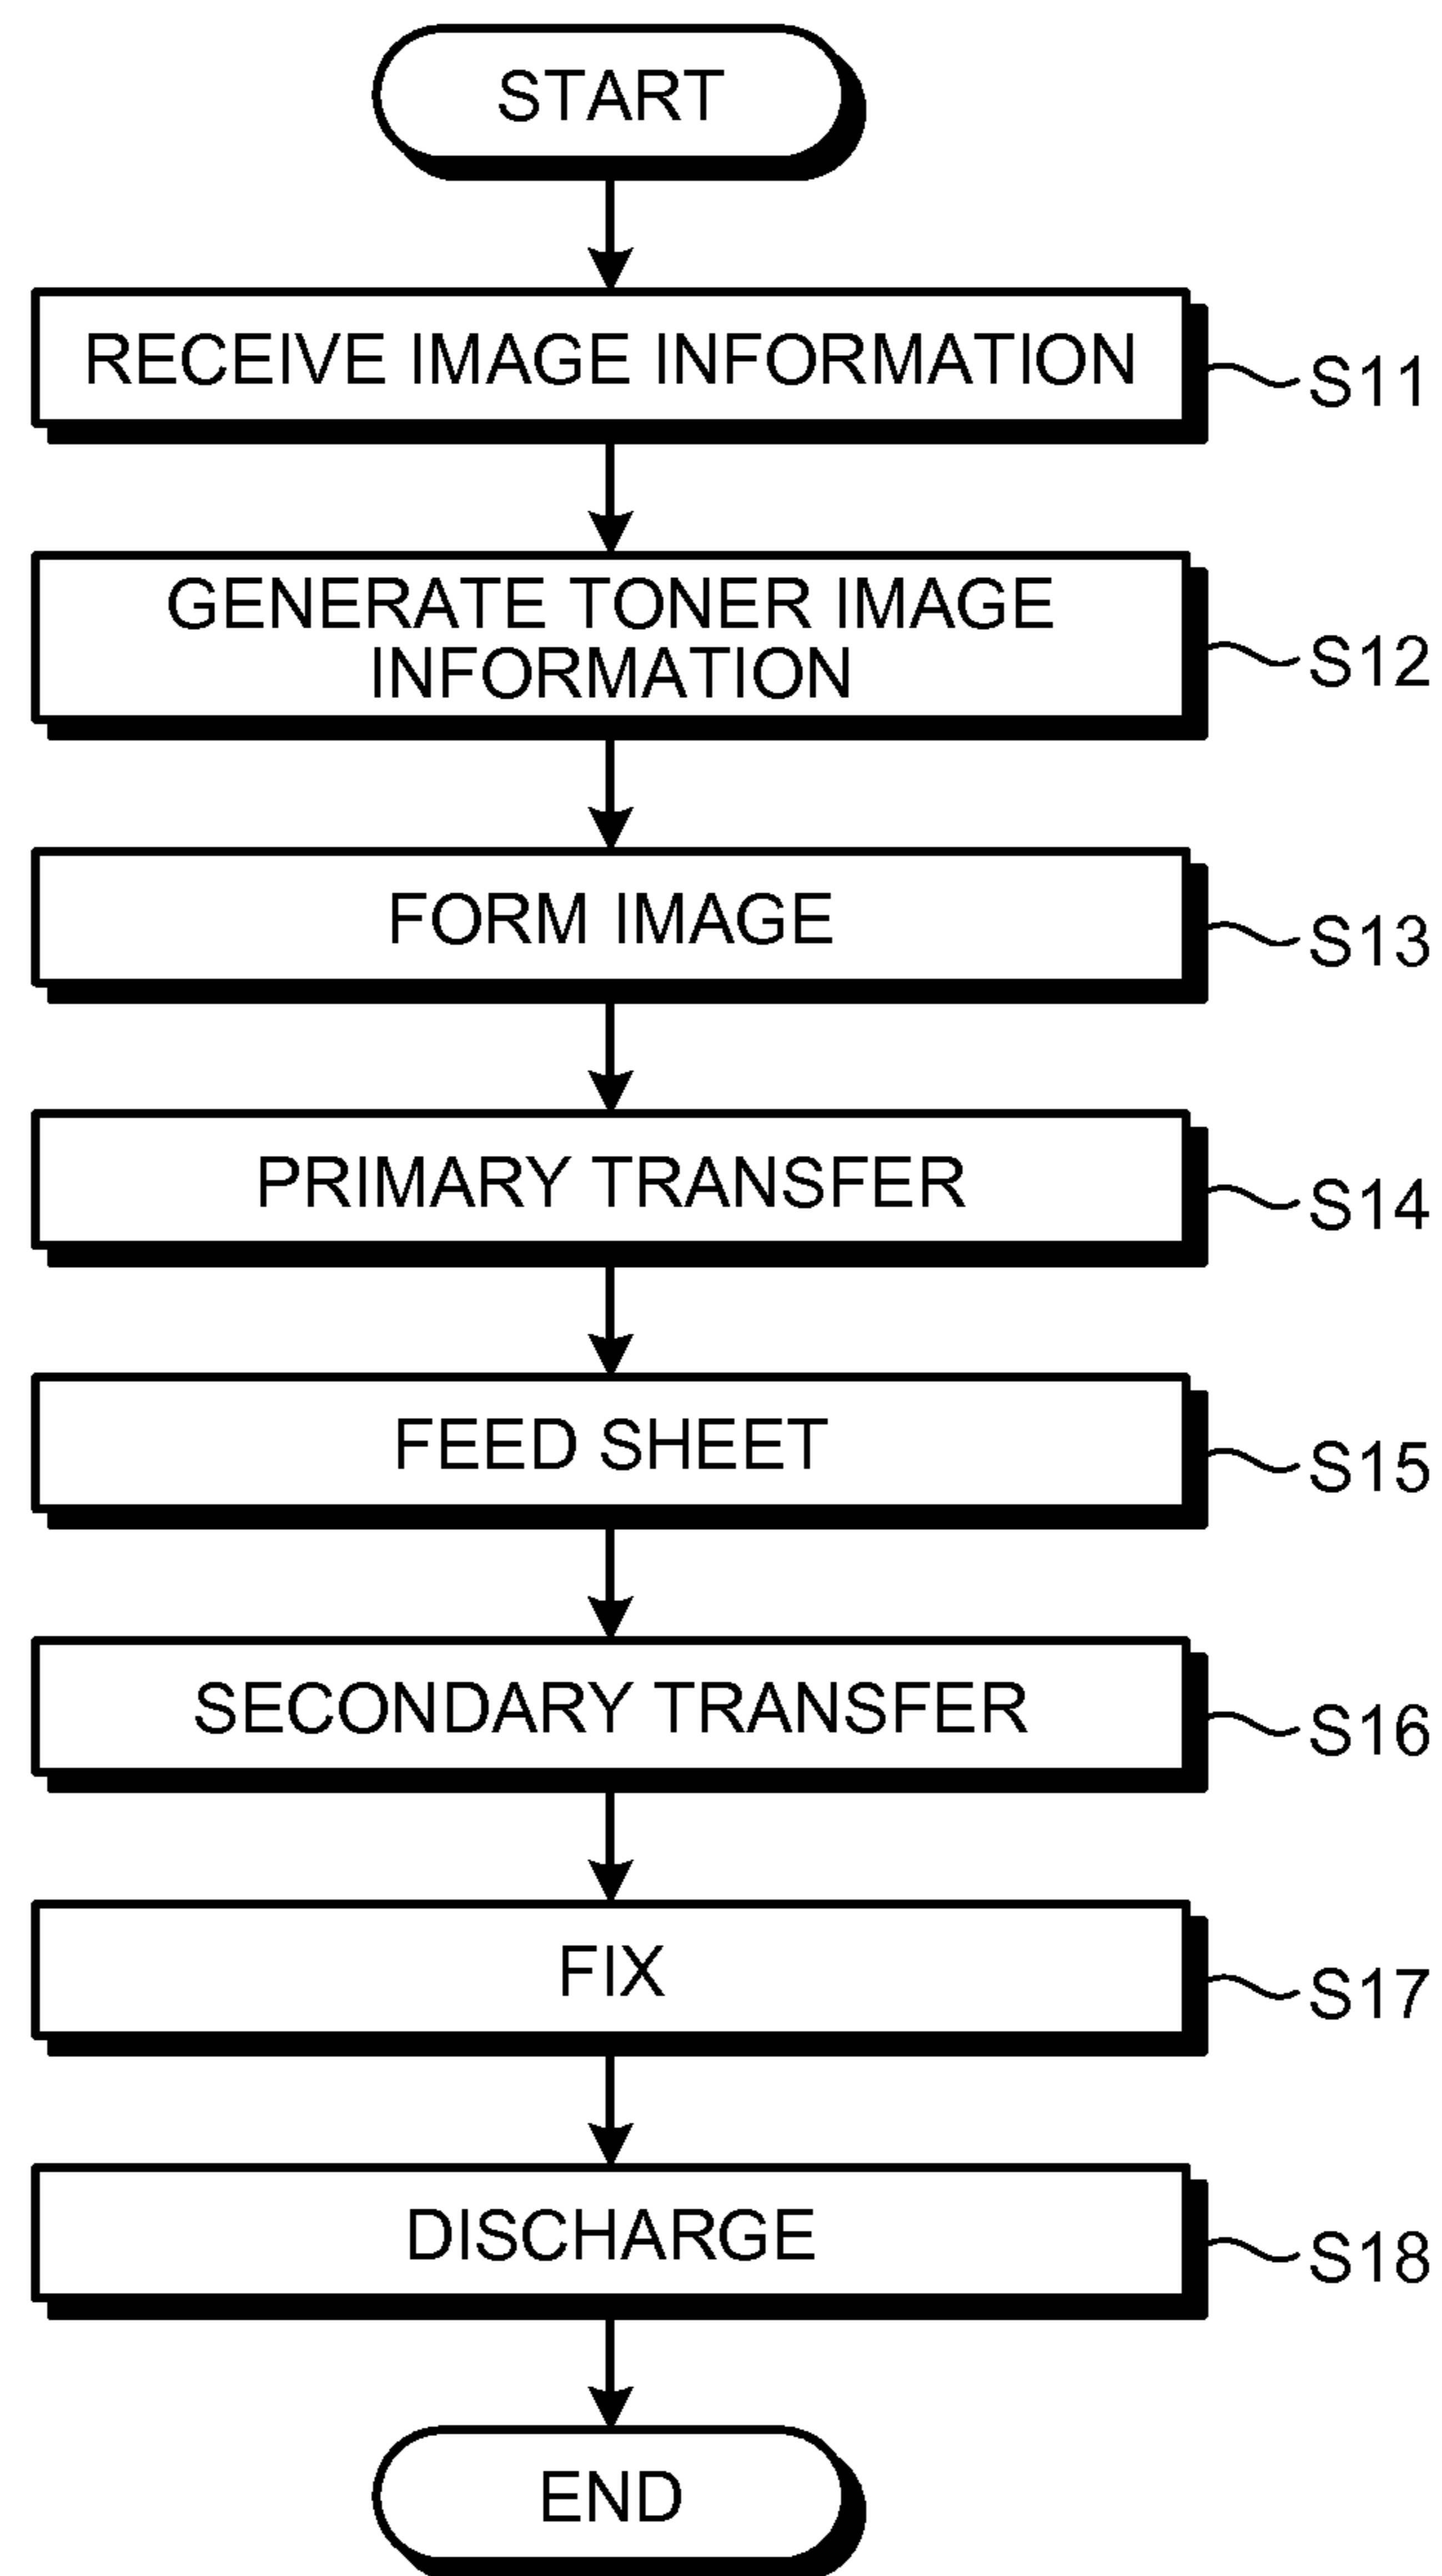 START
RECEIVE IMAGE INFORMATION
S11
GENERATE TONER IMAGE
INFORMATION
S12
FORM IMAGE
S13
PRIMARY TRANSFER
S14
FEED SHEET
S15
SECONDARY TRANSFER
S16
FIX
S17
DISCHARGE
S18
END